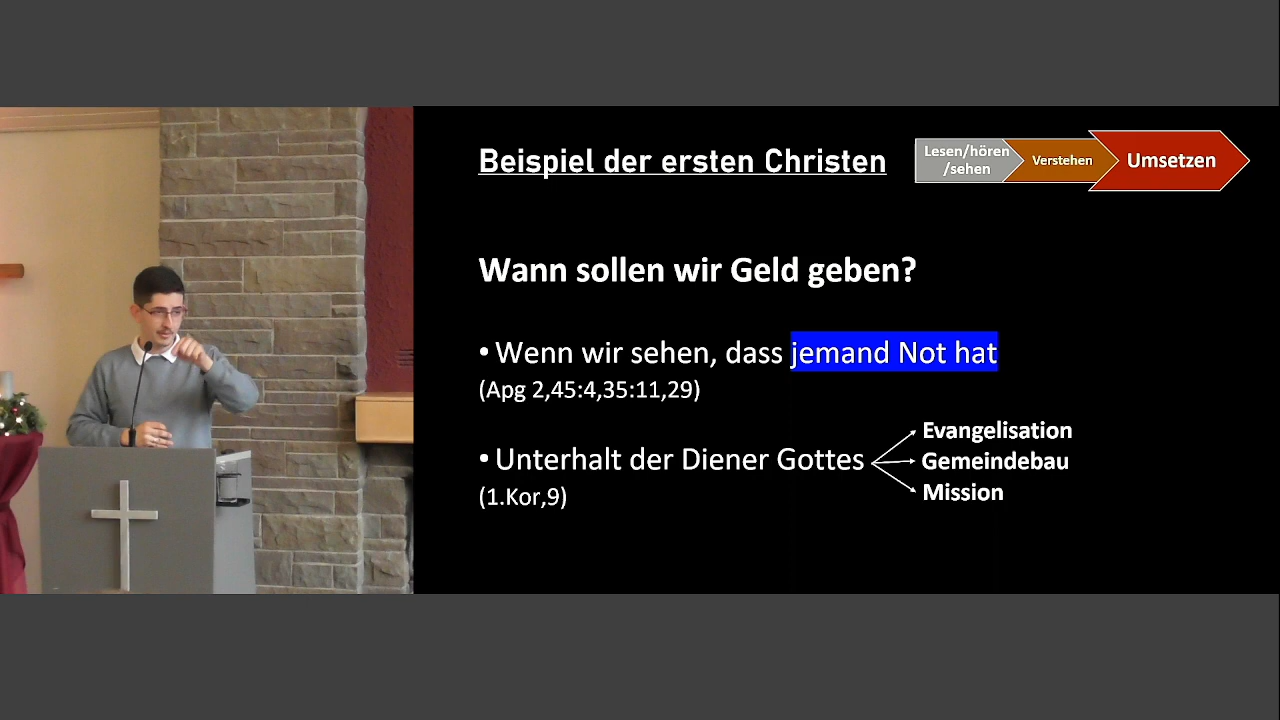 Beispiel der ersten Christen
Lesen/hören
/sehen
Verstehen
Umsetzen
Wann sollen wir Geld geben?
• Wenn wir sehen, dass jemand Not hat
(Apg 2,45:4,35:11,29)
• Unterhalt der Diener Gottes
(1.Kor,9)
Evangelisation
Gemeindebau
Mission